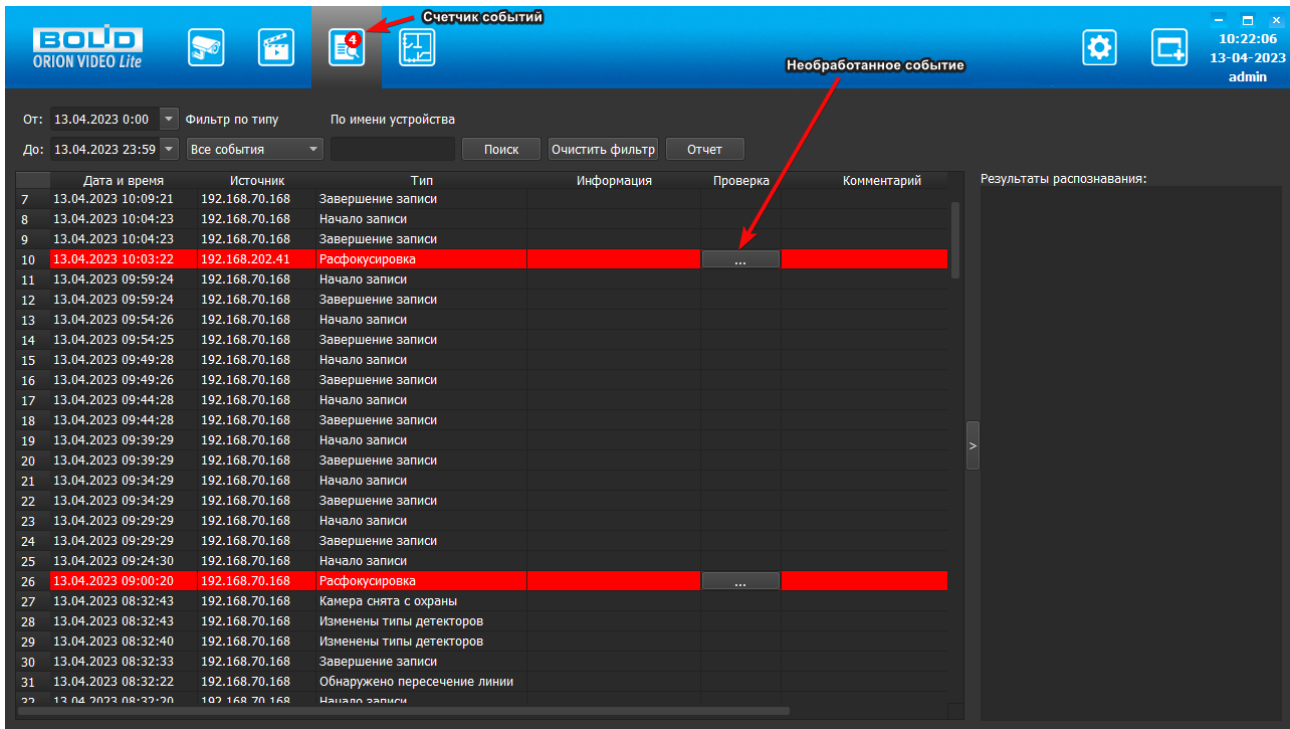 Счетчик событий
BOLID
ORION VIDEO Lite
4
10:22:06
13-04-2023
admin
Необработанное событие
От: 13.04.2023 0:00 Фильтр по типу По имени устройства
До: 13.04.2023 23:59 Все события Поиск Очистить фильтр Отчет
Дата и время Источник Тип Информация Проверка Комментарий Результаты распознавания:
7 13.04.2023 10:09:21 192.168.70.168 Завершение записи
8 13.04.2023 10:04:23 192.168.70.168 Начало записи
9 13.04.2023 10:04:23 192.168.70.168 Завершение записи
10 13.04.2023 10:03:22 192.168.202.41 Расфокусировка ...
11 13.04.2023 09:59:24 192.168.70.168 Начало записи
12 13.04.2023 09:59:24 192.168.70.168 Завершение записи
13 13.04.2023 09:54:26 192.168.70.168 Начало записи
14 13.04.2023 09:54:25 192.168.70.168 Завершение записи
15 13.04.2023 09:49:28 192.168.70.168 Начало записи
16 13.04.2023 09:49:26 192.168.70.168 Завершение записи
17 13.04.2023 09:44:28 192.168.70.168 Начало записи
18 13.04.2023 09:44:28 192.168.70.168 Завершение записи
19 13.04.2023 09:39:29 192.168.70.168 Начало записи
20 13.04.2023 09:39:29 192.168.70.168 Завершение записи
21 13.04.2023 09:34:29 192.168.70.168 Начало записи
22 13.04.2023 09:34:29 192.168.70.168 Завершение записи
23 13.04.2023 09:29:29 192.168.70.168 Начало записи
24 13.04.2023 09:29:29 192.168.70.168 Завершение записи
25 13.04.2023 09:24:30 192.168.70.168 Начало записи
26 13.04.2023 09:00:20 192.168.70.168 Расфокусировка ...
27 13.04.2023 08:32:43 192.168.70.168 Камера снята с охраны
28 13.04.2023 08:32:43 192.168.70.168 Изменены типы детекторов
29 13.04.2023 08:32:40 192.168.70.168 Изменены типы детекторов
30 13.04.2023 08:32:33 192.168.70.168 Завершение записи
31 13.04.2023 08:32:22 192.168.70.168 Обнаружено пересечение линии
32 13.04.2023 08:32:20 192.168.70.168 Начало записи